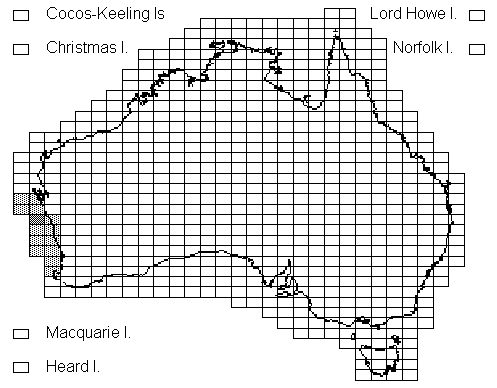 Cocos-Keeling Is
Lord Howe I.
Christmas I.
Norfolk I.
Macquarie I.
Heard I.